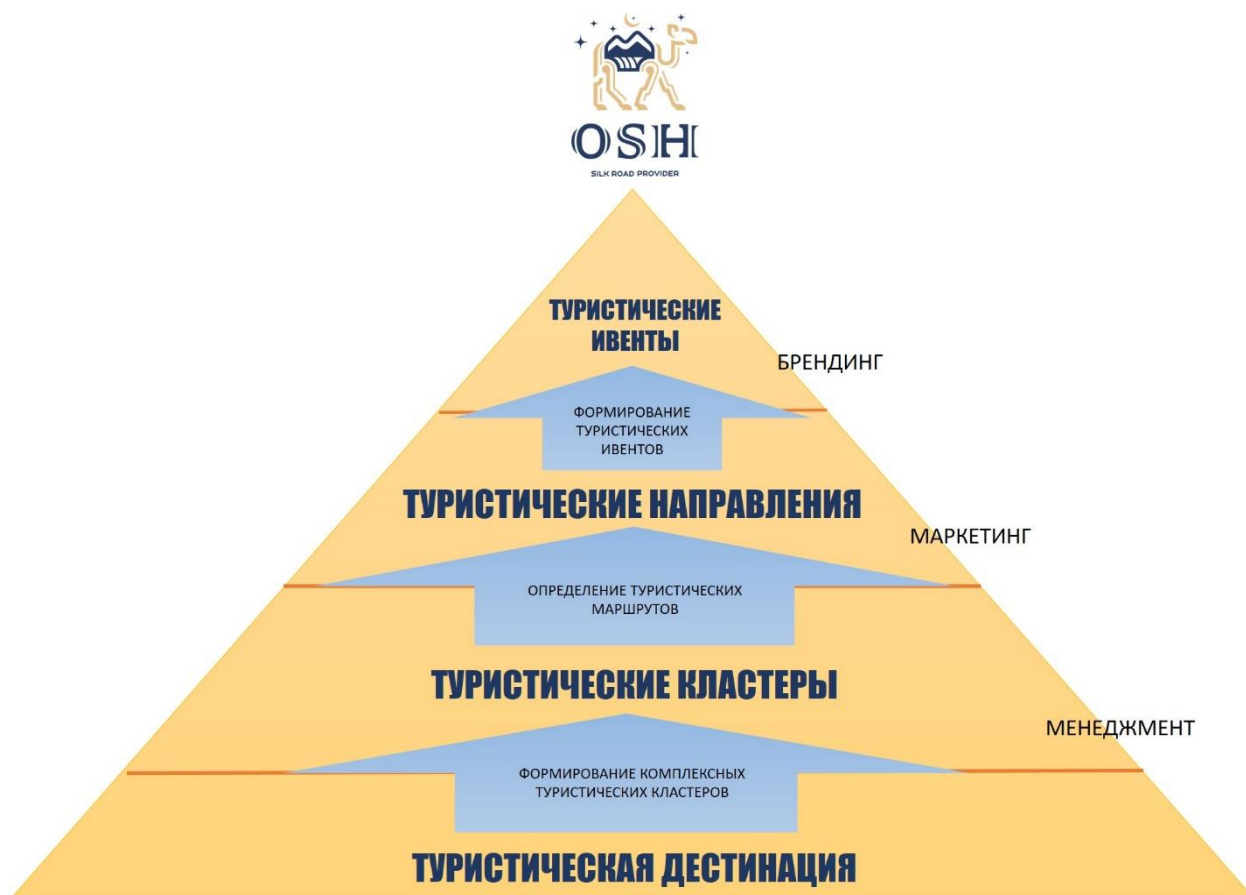 OSH
SILK ROAD PROVIDER
ТУРИСТИЧЕСКИЕ
ИВЕНТЫ
БРЕНДИНГ
ФОРМИРОВАНИЕ
ТУРИСТИЧЕСКИХ
ИВЕНТОВ
ТУРИСТИЧЕСКИЕ НАПРАВЛЕНИЯ
МАРКЕТИНГ
ОПРЕДЕЛЕНИЕ ТУРИСТИЧЕСКИХ
МАРШРУТОВ
ТУРИСТИЧЕСКИЕ КЛАСТЕРЫ
МЕНЕДЖМЕНТ
ФОРМИРОВАНИЕ КОМПЛЕКСНЫХ
ТУРИСТИЧЕСКИХ КЛАСТЕРОВ
ТУРИСТИЧЕСКАЯ ДЕСТИНАЦИЯ